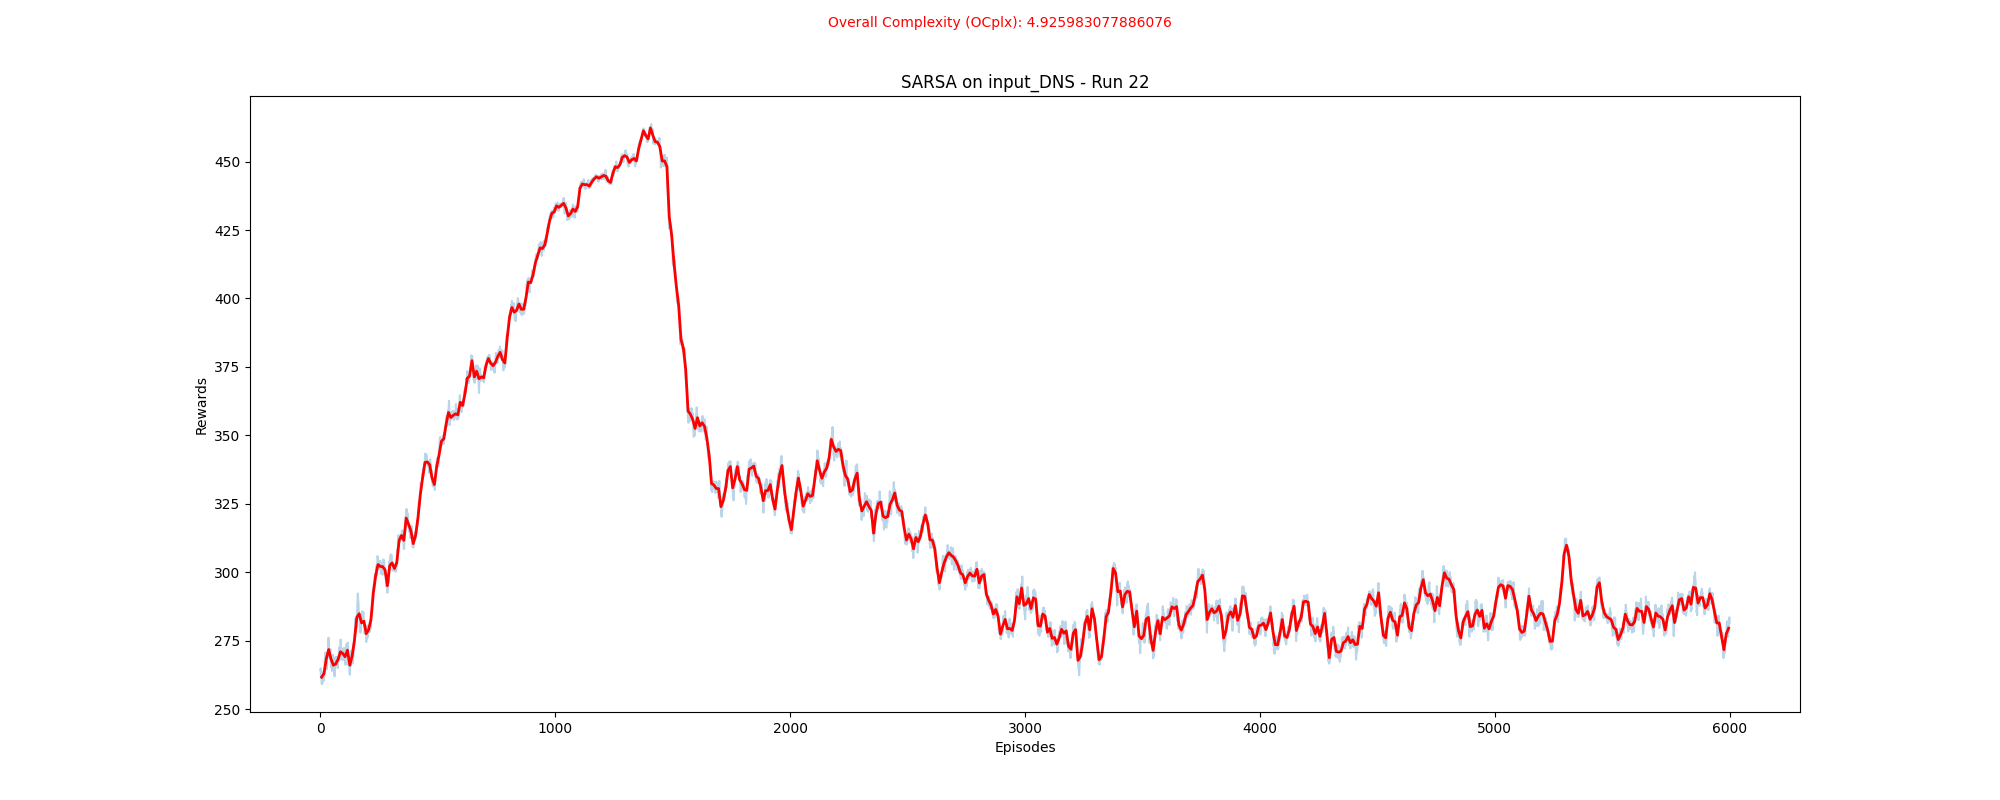 Overall Complexity (OCplx): 4.925983077886076
SARSA on input_DNS - Run 22
Rewards
450
425
400
375
350
325
300
275
250
0 1000 2000 3000 4000 5000 6000
Episodes